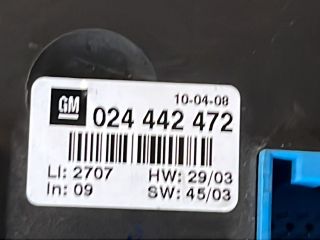 GM
10-04-08
024 442 472
LI: 2707 HW: 29/03
In: 09 SW: 45/03